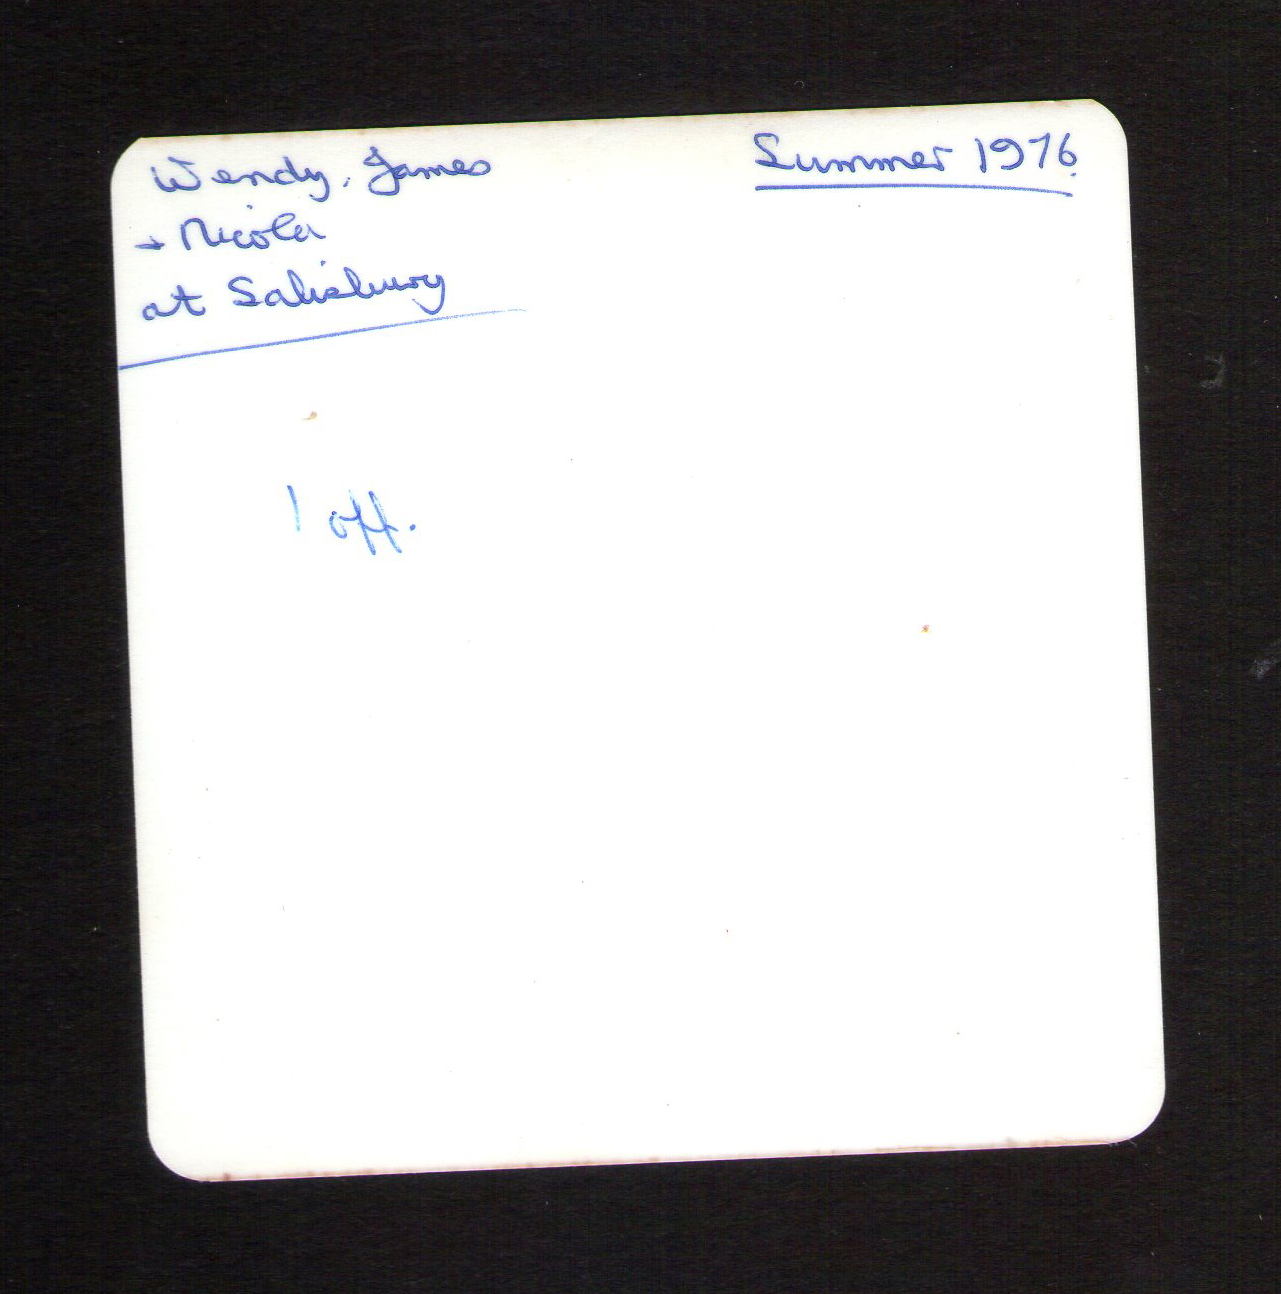 Wendy, James
+ Nicola
at Salisbury
Summer 1976.
1 off.